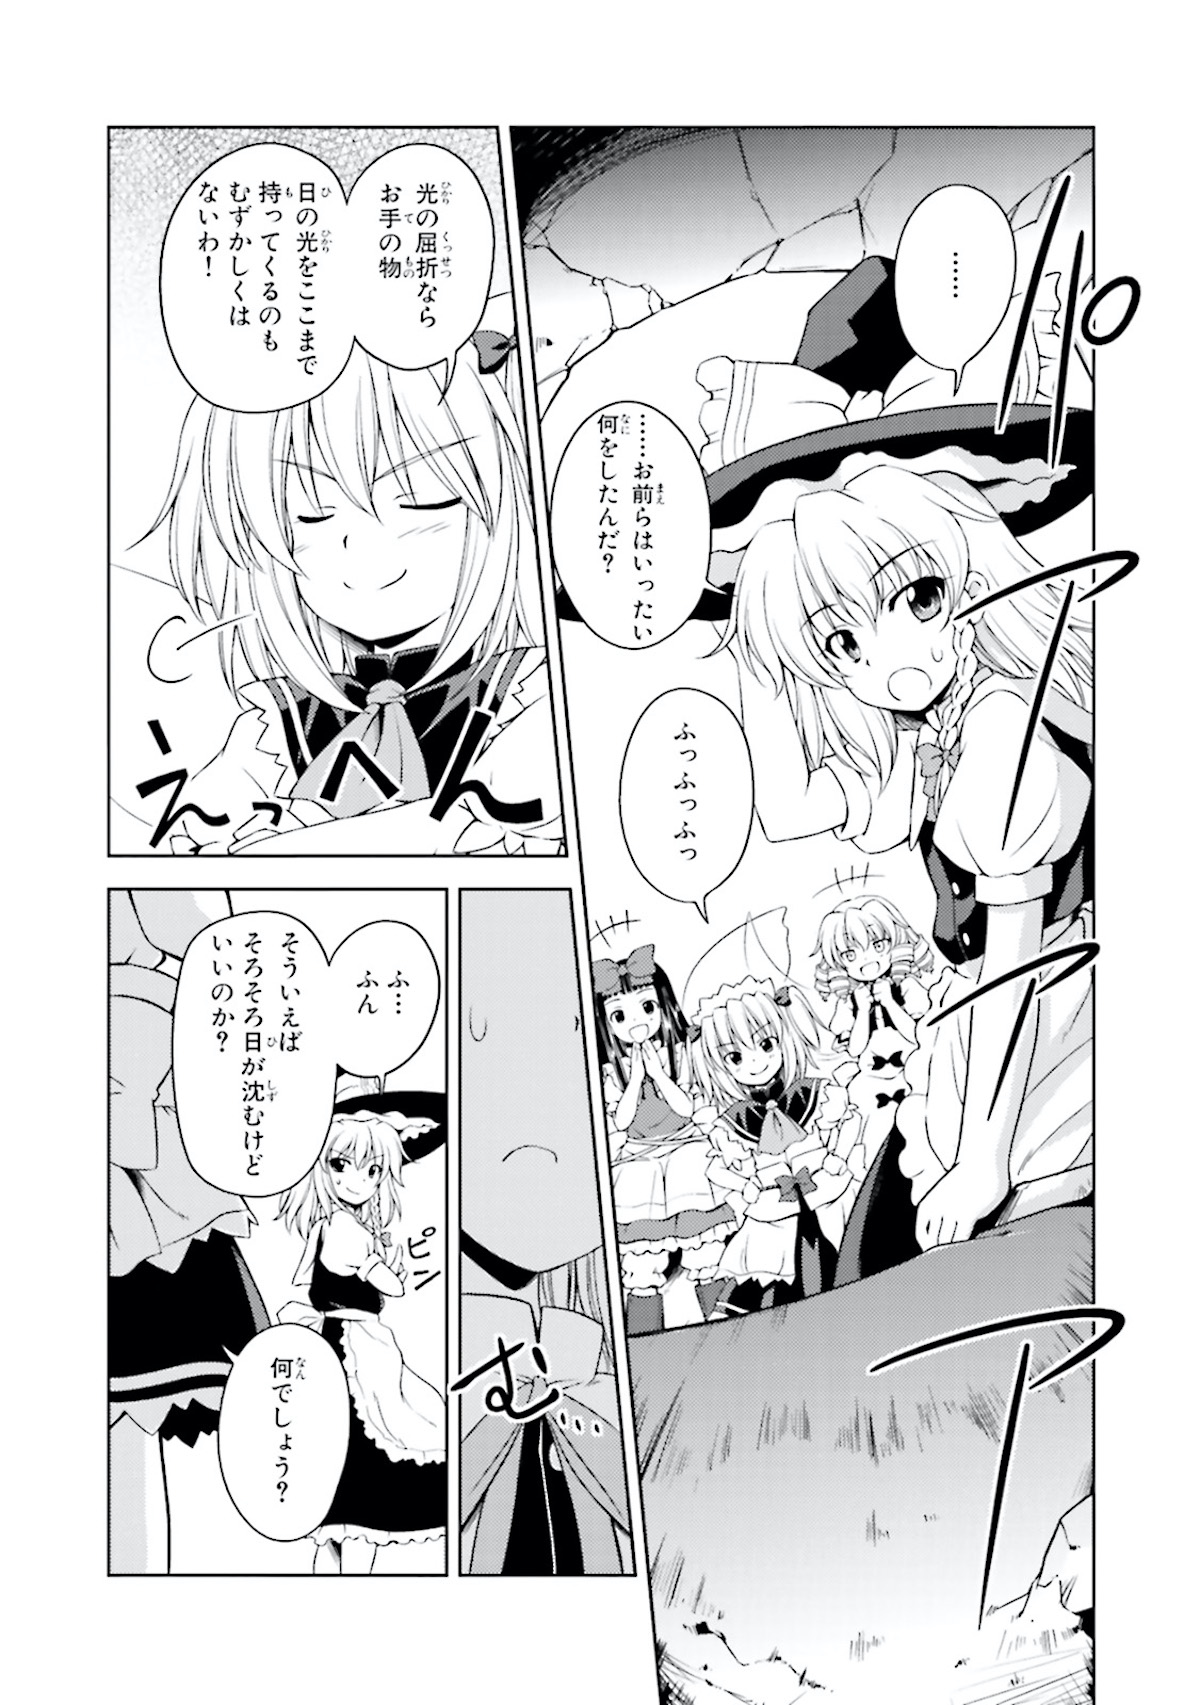 ……
パアァァ
……お前らはいったい
何をしたんだ？
ふっふっふっ
光の屈折なら
お手の物
日の光をここまで
持ってくるのも
むずかしくは
ないわ！
えっへん
む…
ふ…
ふん
そういえば
そろそろ日が沈むけど
いいのか？
ピン
何でしょう？